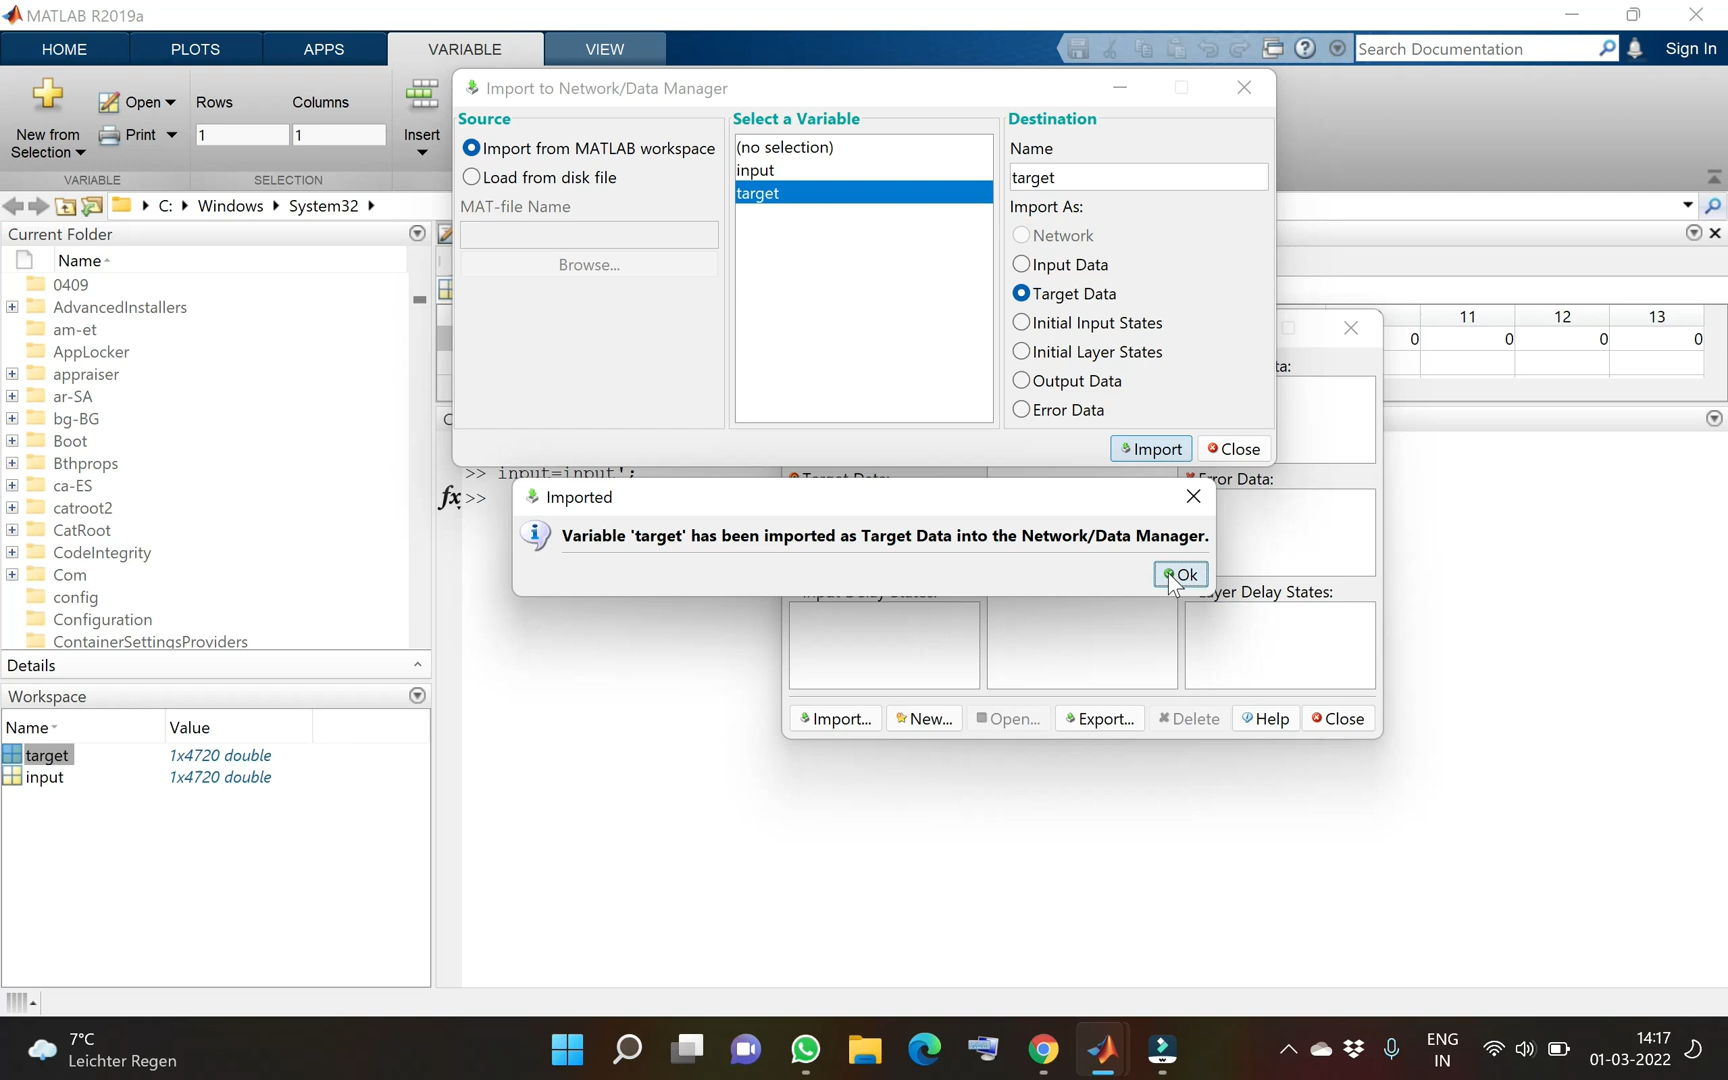 MATLAB R2019a
HOME
PLOTS
APPS
VARIABLE
VIEW
Search Documentation
Sign In
New from
Selection
Open
Print
Rows
Columns
1
1
Insert
VARIABLE
SELECTION
C:
Windows
System32
Current Folder
Name
0409
AdvancedInstallers
am-et
AppLocker
appraiser
ar-SA
bg-BG
Boot
Bthprops
ca-ES
catroot2
CatRoot
CodeIntegrity
Com
config
Configuration
ContainerSettingsProviders
Details
Workspace
Name
Value
target
1x4720 double
input
1x4720 double
Import to Network/Data Manager
Source
Import from MATLAB workspace
Load from disk file
MAT-file Name
Browse...
Select a Variable
(no selection)
input
target
Destination
Name
target
Import As:
Network
Input Data
Target Data
Initial Input States
Initial Layer States
Output Data
Error Data
Import
Close
11
12
13
0
0
0
0
>> input=input';
fx >>
Imported
Variable 'target' has been imported as Target Data into the Network/Data Manager.
Ok
Import...
New...
Open...
Export...
Delete
Help
Close
7°C
Leichter Regen
ENG
IN
14:17
01-03-2022